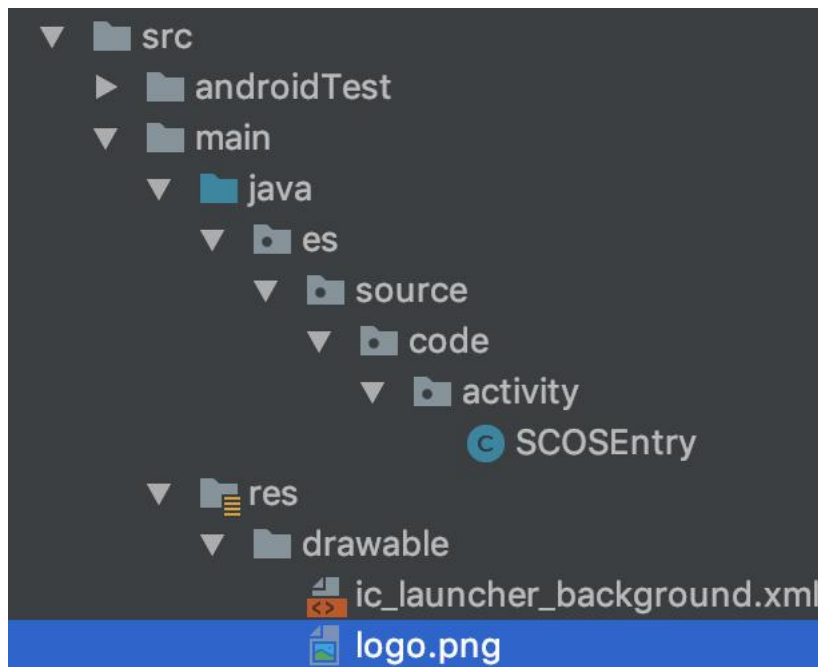 src
androidTest
main
java
es
source
code
activity
C SCOSEntry
res
drawable
<> ic_launcher_background.xml
logo.png